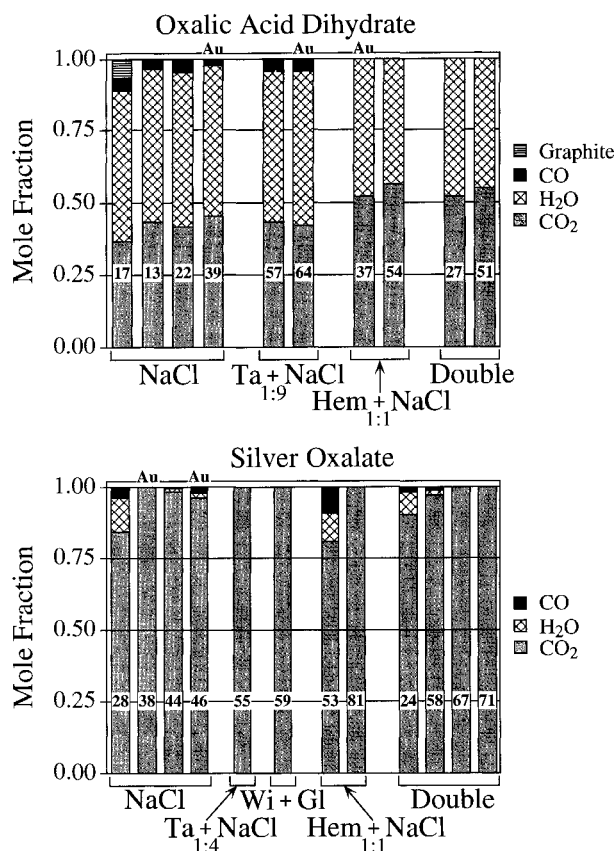 Oxalic Acid Dihydrate
Au Au Au
1.00
0.75
0.50
0.25
0.00
Mole Fraction
17 13 22 39 57 64 37 54 27 51
Graphite
CO
H₂O
CO₂
NaCl
Ta + NaCl
1:9
Hem + NaCl
1:1
Double
Silver Oxalate
Au Au
1.00
0.75
0.50
0.25
0.00
Mole Fraction
28 38 44 46 55 59 53 81 24 58 67 71
CO
H₂O
CO₂
NaCl
Wi + Gl
Double
Ta + NaCl
1:4
Hem + NaCl
1:1